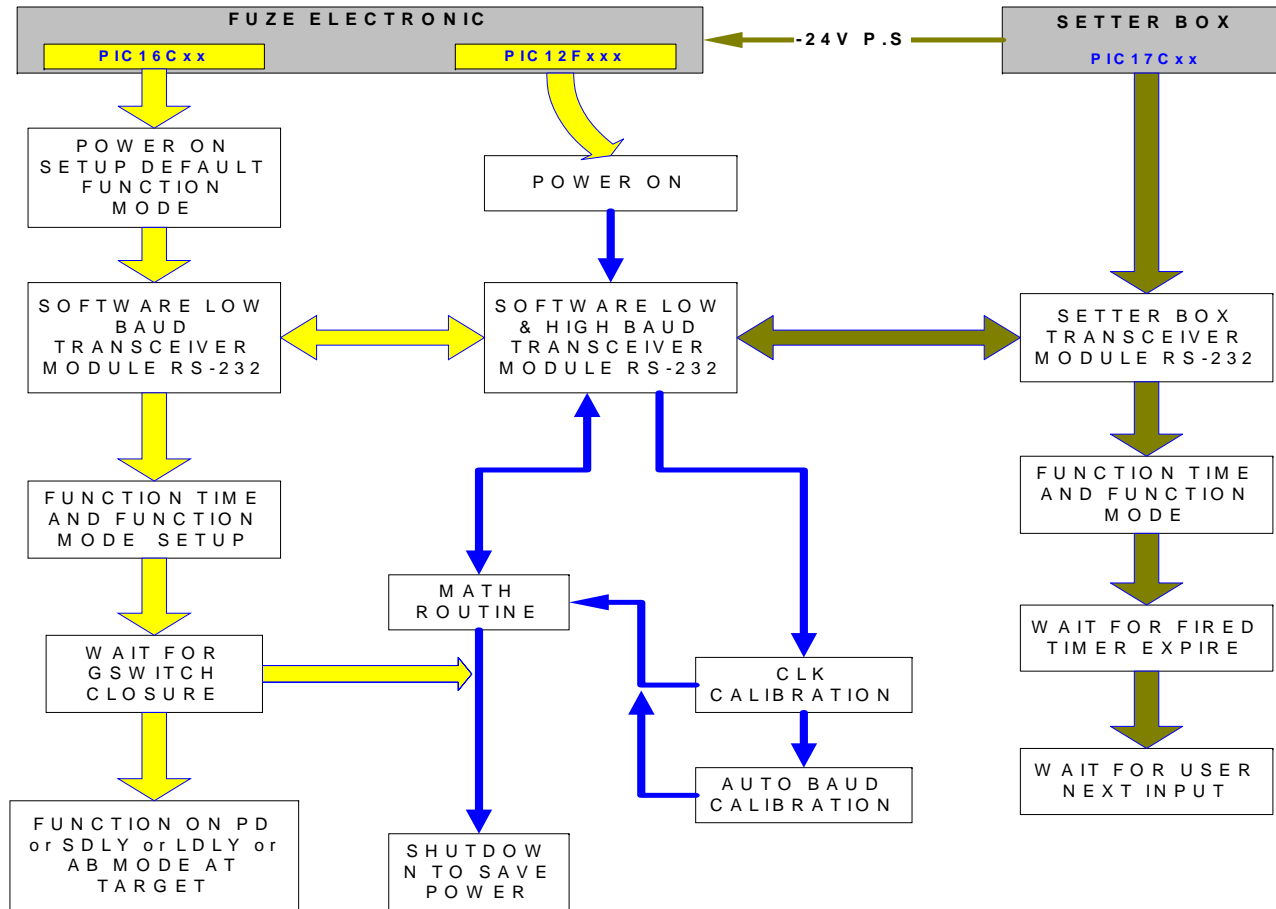 FUZE ELECTRONIC
PIC16Cxx
PIC12Fxxx
-24V P.S
SETTER BOX
PIC17Cxx
POWER ON
SETUP DEFAULT
FUNCTION
MODE
POWER ON
SOFTWARE LOW
BAUD
TRANSCEIVER
MODULE RS-232
SOFTWARE LOW
& HIGH BAUD
TRANSCEIVER
MODULE RS-232
SETTER BOX
TRANSCEIVER
MODULE RS-232
FUNCTION TIME
AND FUNCTION
MODE SETUP
FUNCTION TIME
AND FUNCTION
MODE
MATH
ROUTINE
WAIT FOR
GSWITCH
CLOSURE
CLK
CALIBRATION
WAIT FOR FIRED
TIMER EXPIRE
AUTO BAUD
CALIBRATION
WAIT FOR USER
NEXT INPUT
FUNCTION ON PD
or SDLY or LDLY or
AB MODE AT
TARGET
SHUTDOW
N TO SAVE
POWER